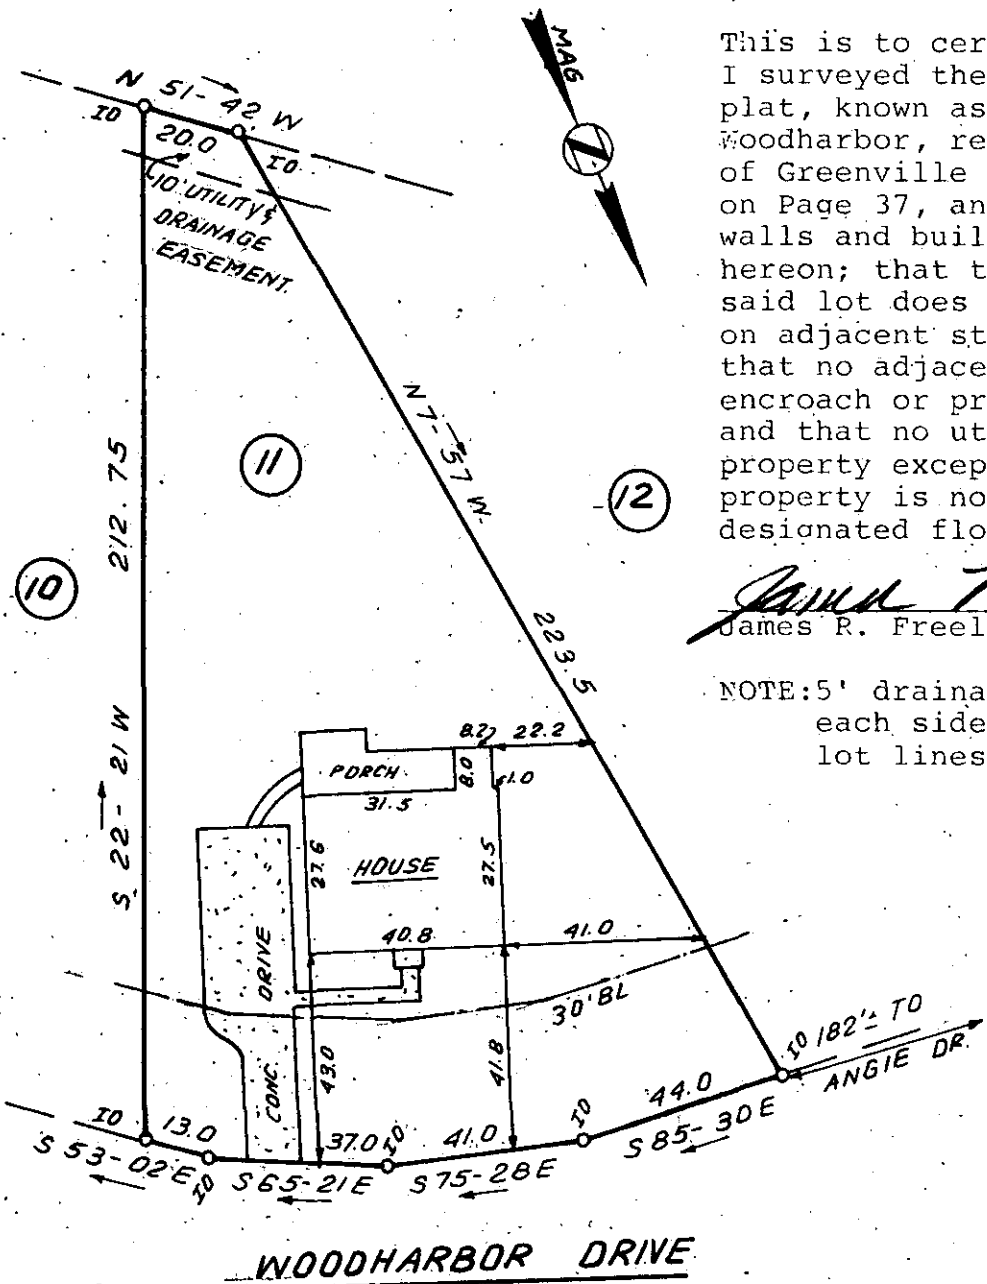 This is to cer
I surveyed the
plat, known as
Woodharbor, re
of Greenville
on Page 37, an
walls and buil
hereon; that t
said lot does
on adjacent st
that no adjace
encroach or pr
and that no ut
property excep
property is no
designated flo
James R. Freel
NOTE: 5' draina
each side
lot lines
MAG
N 51-42 W
IO
20.0
IO
10' UTILITY &
DRAINAGE
EASEMENT
N 7-57 W
223.5
11
12
10
S 22-21 W 212.75
8.2
22.2
PORCH
8.0
1.0
31.5
27.6
HOUSE
27.5
40.8
41.0
DRIVE
CONC.
30' BL
43.0
41.8
IO 182'± TO
ANGIE DR.
IO
13.0
37.0
IO
41.0
IO
44.0
S 53-02 E
IO
S 65-21 E
S 75-28 E
S 85-30 E
WOODHARBOR DRIVE